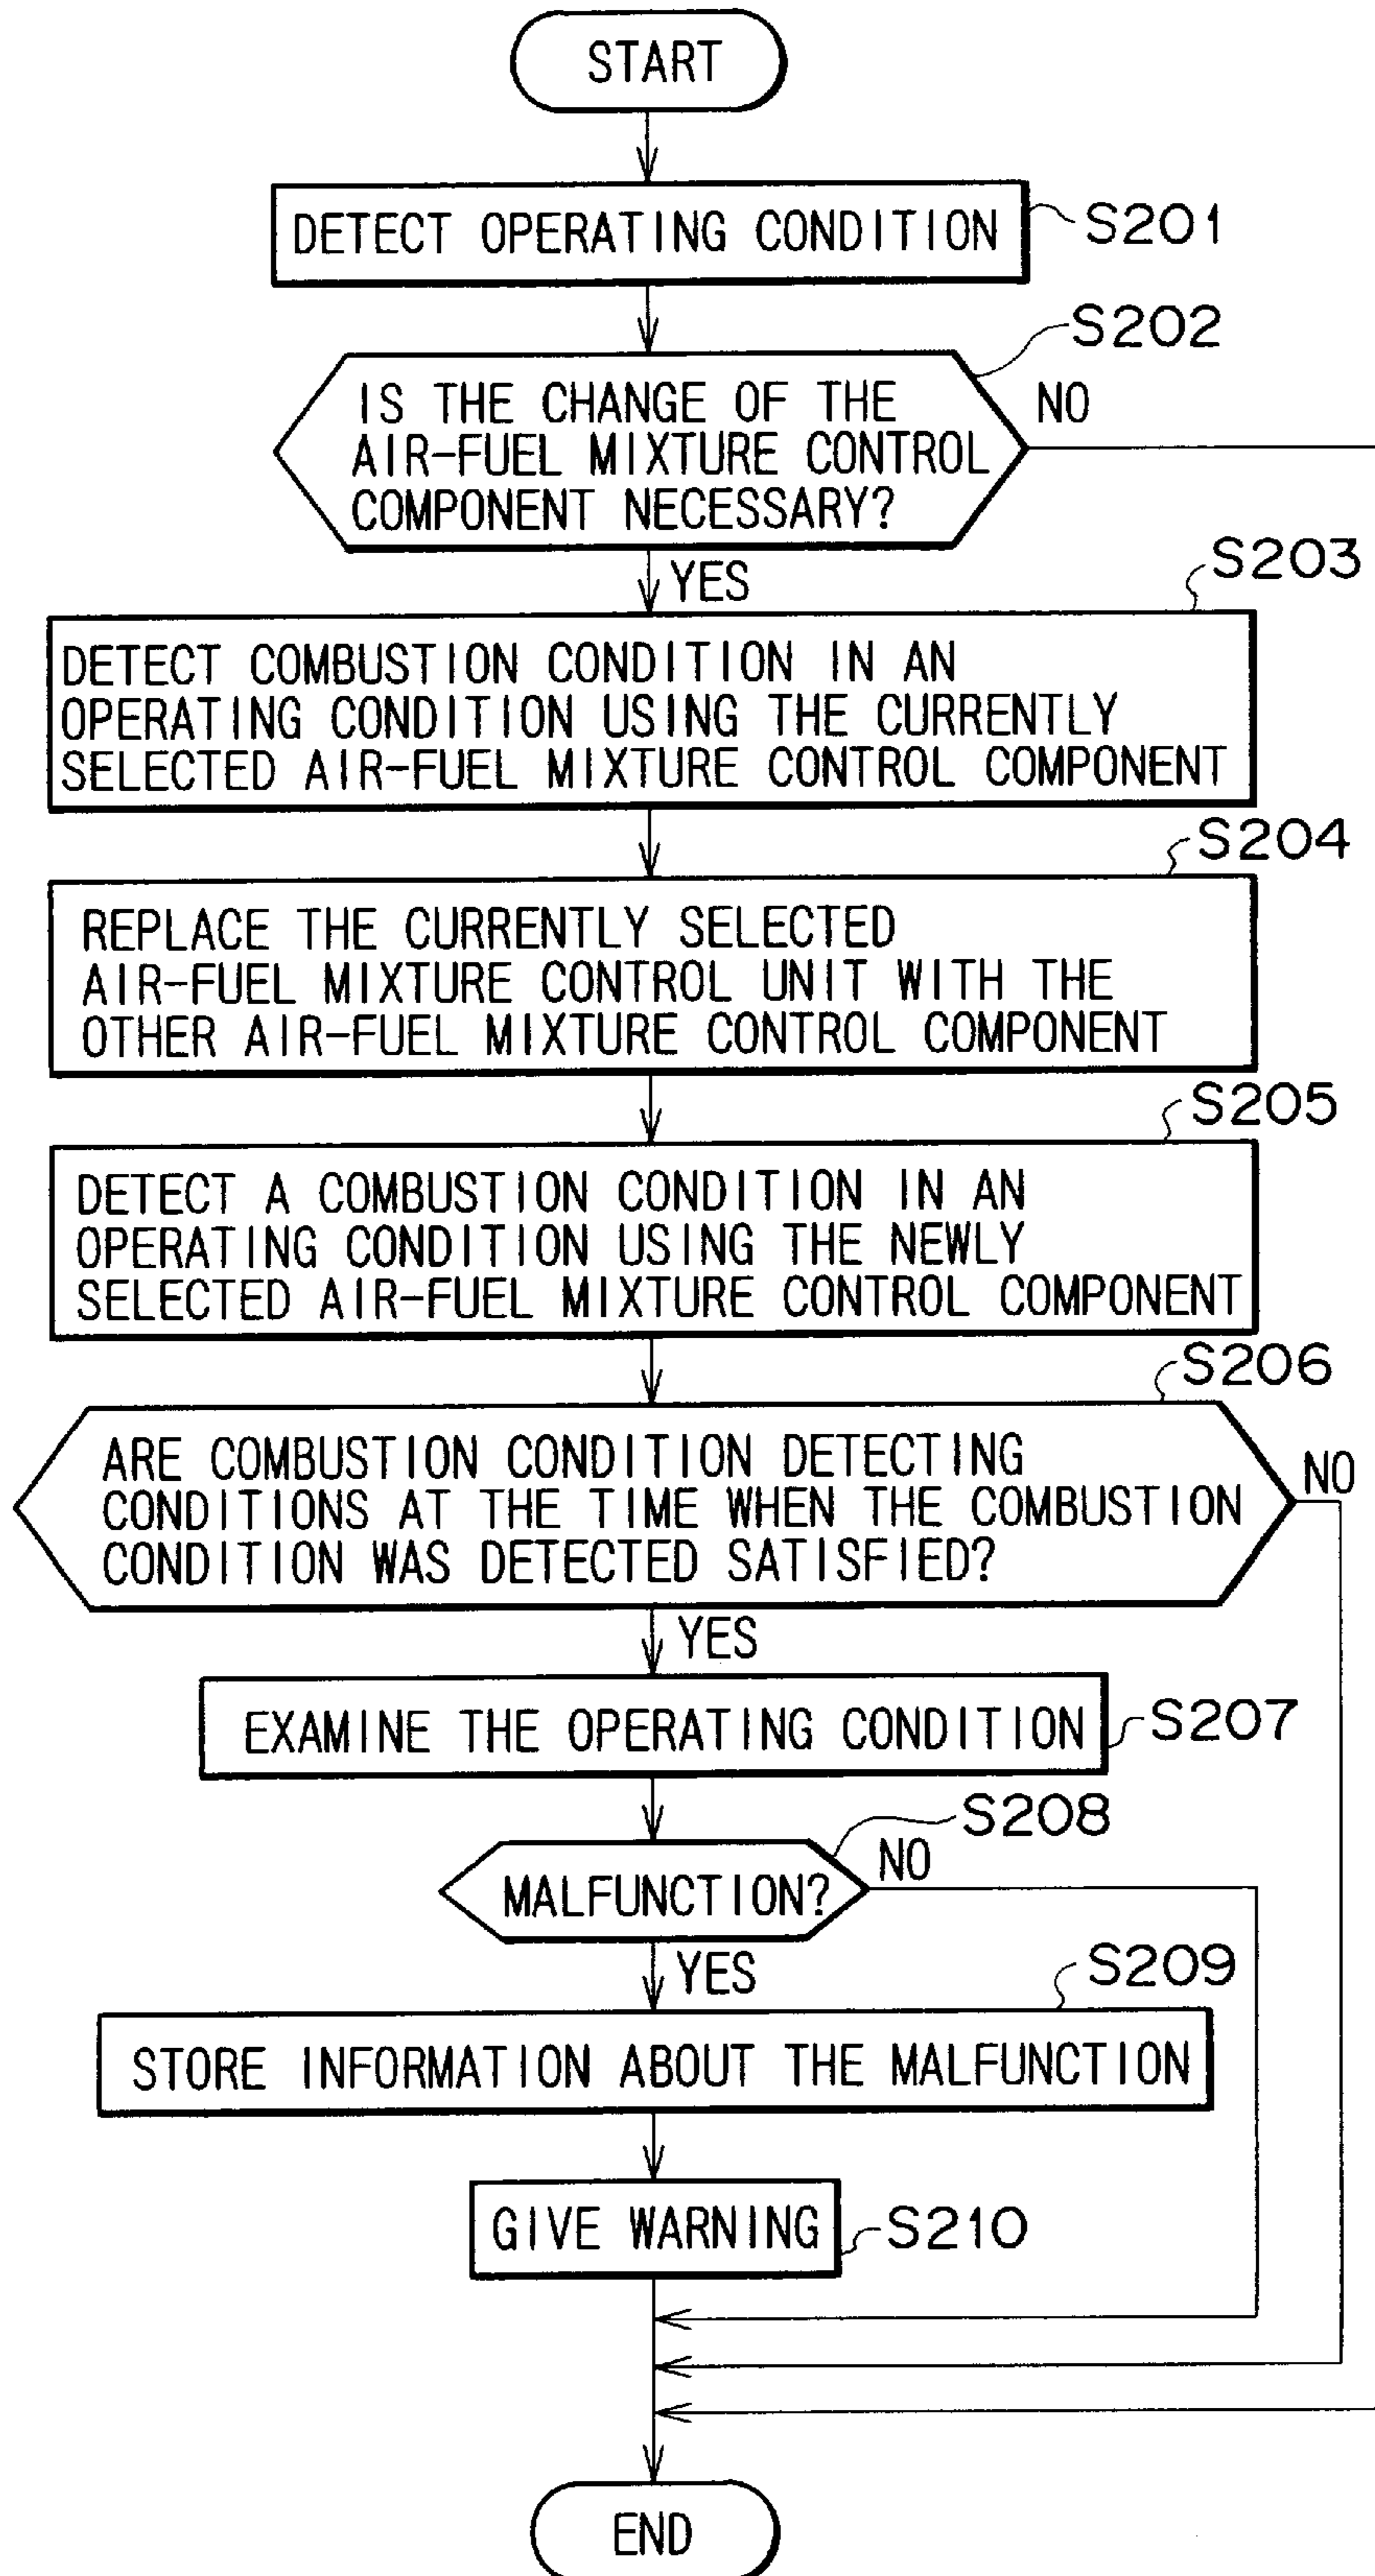 START
DETECT OPERATING CONDITION
S201
S202
IS THE CHANGE OF THE
AIR-FUEL MIXTURE CONTROL
COMPONENT NECESSARY?
NO
YES
S203
DETECT COMBUSTION CONDITION IN AN
OPERATING CONDITION USING THE CURRENTLY
SELECTED AIR-FUEL MIXTURE CONTROL COMPONENT
S204
REPLACE THE CURRENTLY SELECTED
AIR-FUEL MIXTURE CONTROL UNIT WITH THE
OTHER AIR-FUEL MIXTURE CONTROL COMPONENT
S205
DETECT A COMBUSTION CONDITION IN AN
OPERATING CONDITION USING THE NEWLY
SELECTED AIR-FUEL MIXTURE CONTROL COMPONENT
S206
ARE COMBUSTION CONDITION DETECTING
CONDITIONS AT THE TIME WHEN THE COMBUSTION
CONDITION WAS DETECTED SATISFIED?
NO
YES
EXAMINE THE OPERATING CONDITION
S207
S208
MALFUNCTION?
NO
YES
S209
STORE INFORMATION ABOUT THE MALFUNCTION
GIVE WARNING
S210
END